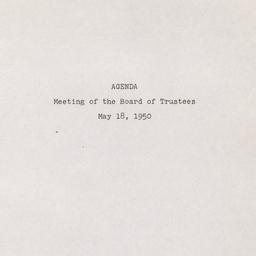 AGENDA
Meeting of the Board of Trustees
May 18, 1950